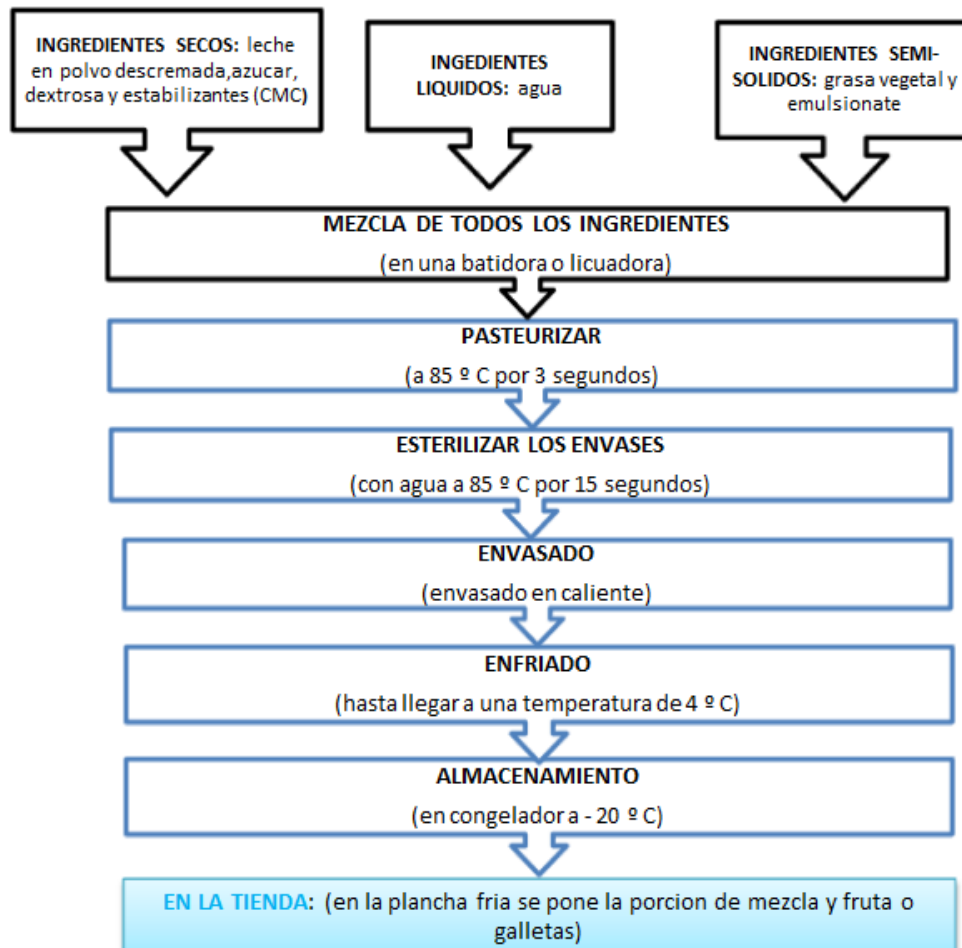 INGREDIENTES SECOS: leche
en polvo descremada,azucar,
dextrosa y estabilizantes (CMC)
INGEDIENTES
LIQUIDOS: agua
INGREDIENTES SEMI-
SOLIDOS: grasa vegetal y
emulsionate
MEZCLA DE TODOS LOS INGREDIENTES
(en una batidora o licuadora)
PASTEURIZAR
(a 85 º C por 3 segundos)
ESTERILIZAR LOS ENVASES
(con agua a 85 º C por 15 segundos)
ENVASADO
(envasado en caliente)
ENFRIADO
(hasta llegar a una temperatura de 4 º C)
ALMACENAMIENTO
(en congelador a - 20 º C)
EN LA TIENDA: (en la plancha fria se pone la porcion de mezcla y fruta o
galletas)